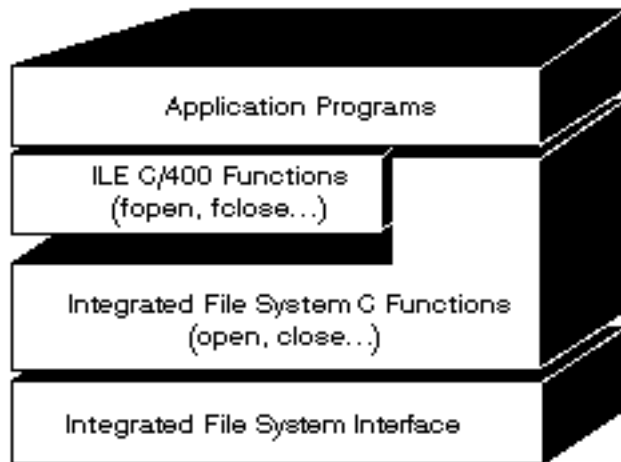 Application Programs
ILE C/400 Functions
(fopen, fclose...)
Integrated File System C Functions
(open, close...)
Integrated File System Interface